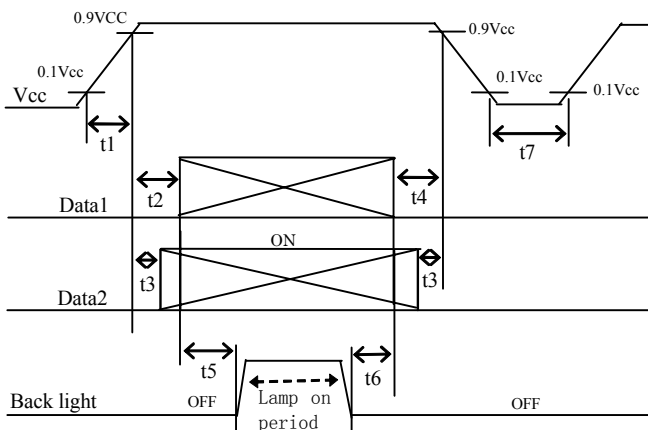 0.9VCC
0.9Vcc
0.1Vcc
0.1Vcc
0.1Vcc
Vcc
t1
t7
t2
t4
Data1
ON
t3
t3
Data2
t5
t6
Back light
OFF
Lamp on
period
OFF